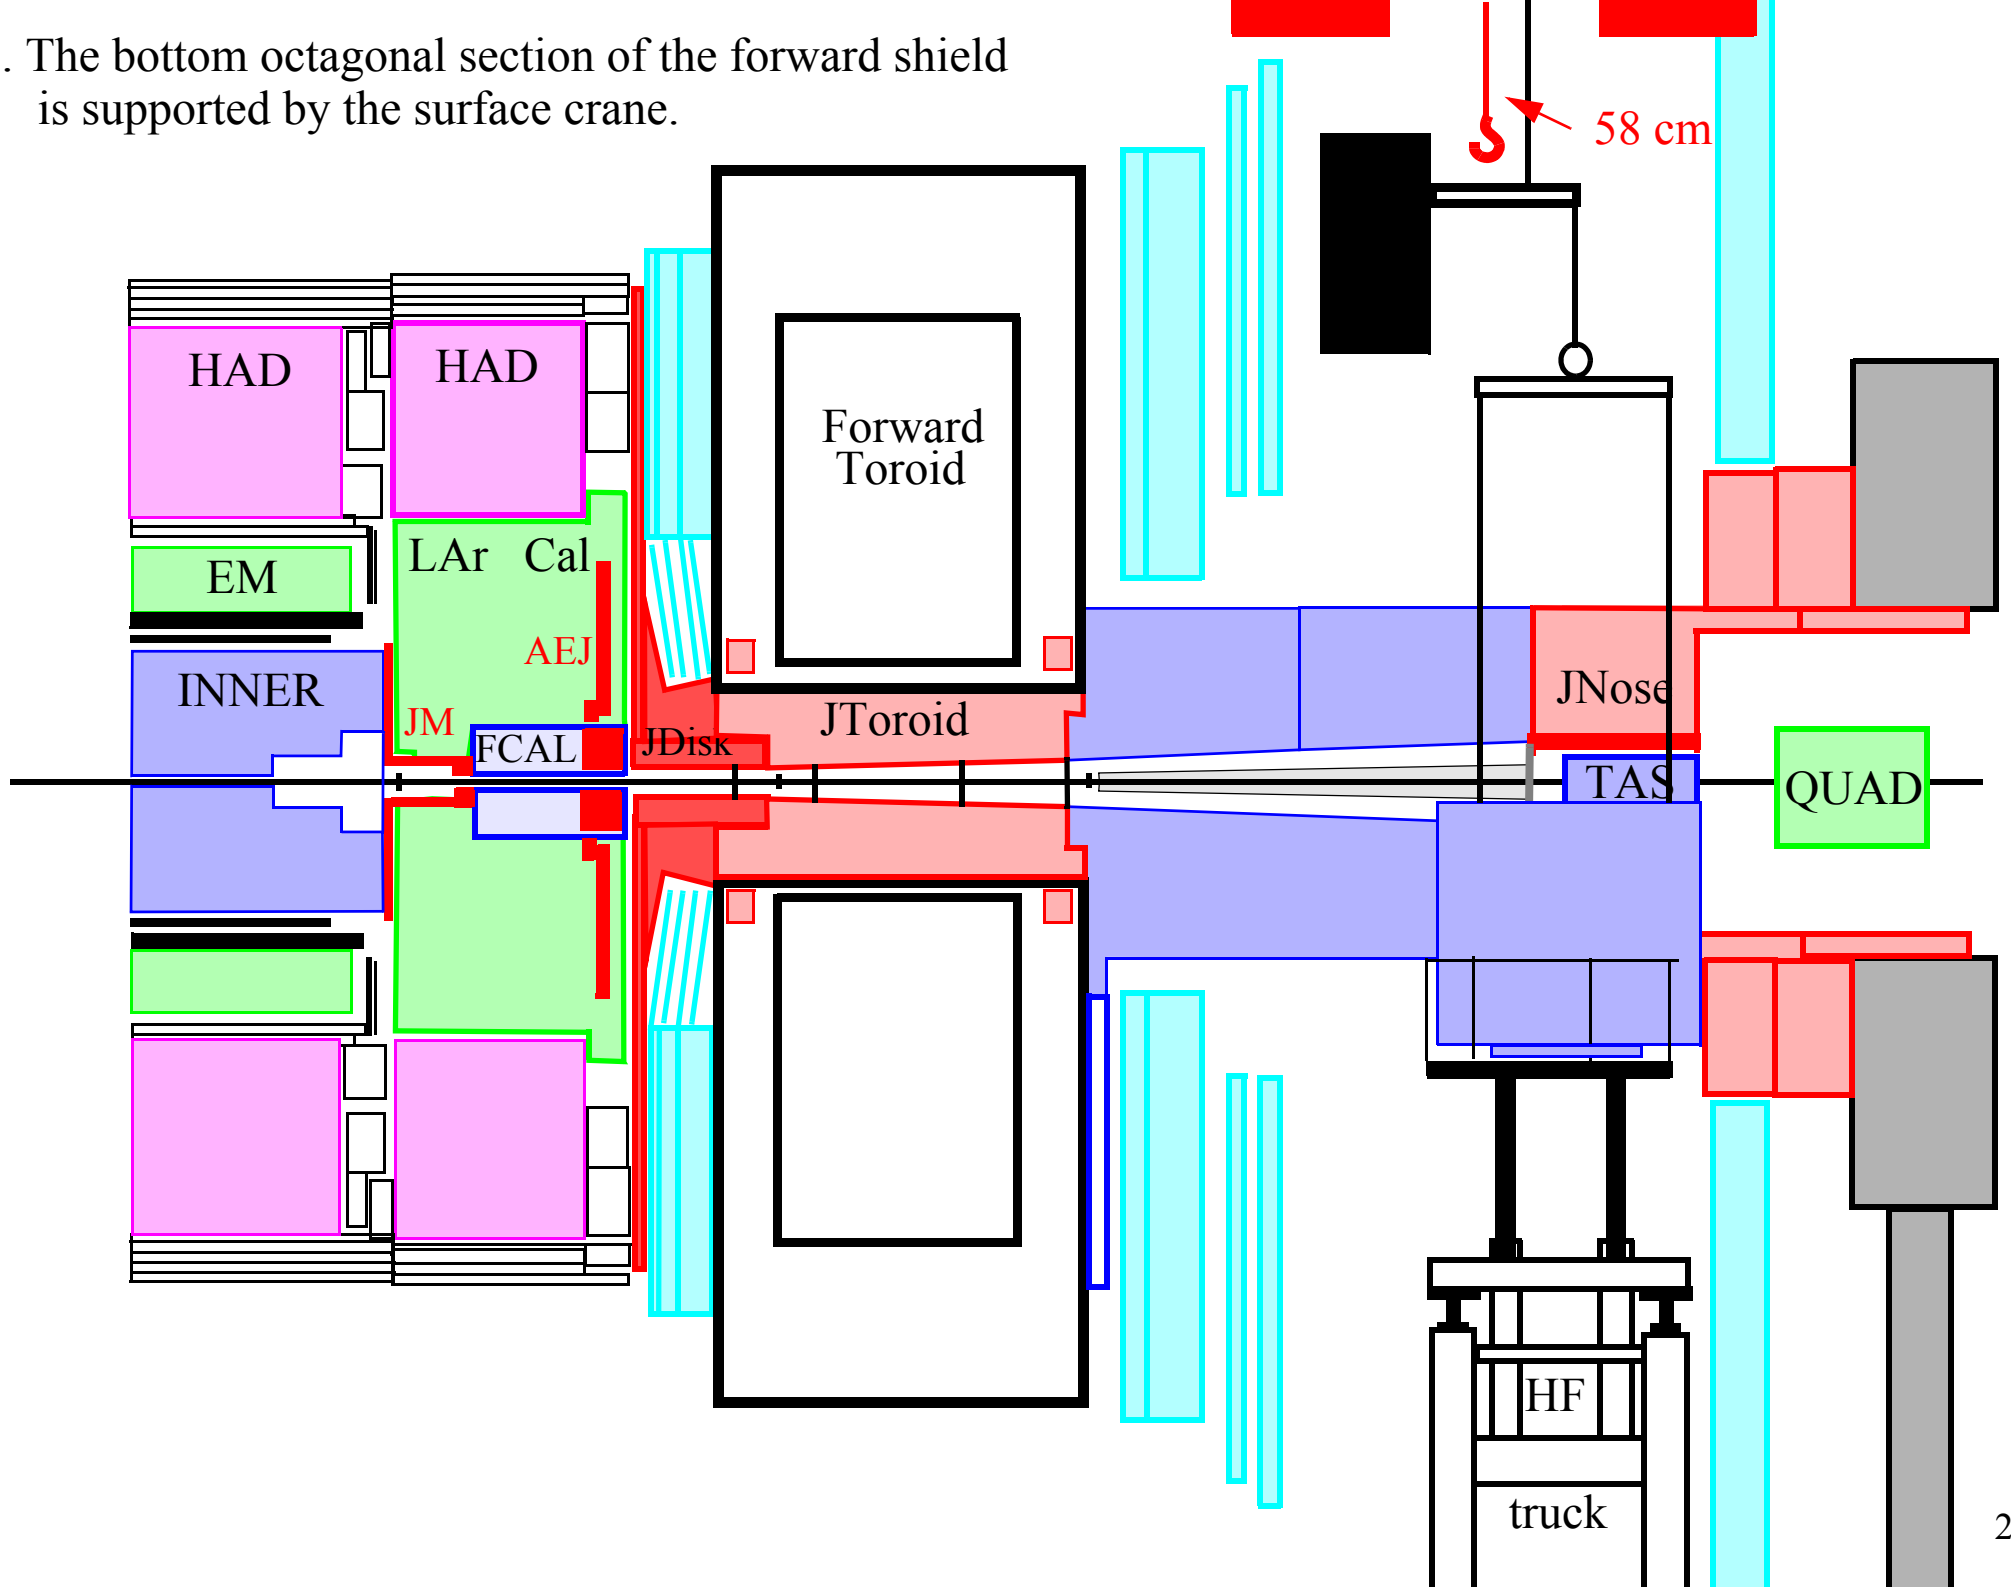 . The bottom octagonal section of the forward shield
is supported by the surface crane.
58 cm
HAD
HAD
Forward
Toroid
LAr Cal
EM
AEJ
INNER
JM
FCAL
JDisk
JToroid
JNose
TAS
QUAD
HF
truck
2